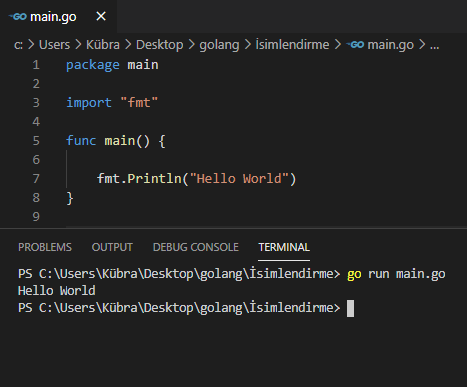 GO main.go ×
c: > Users > Kübra > Desktop > golang > İsimlendirme > GO main.go > ...
1 package main
2
3 import "fmt"
4
5 func main() {
6
7 fmt.Println("Hello World")
8 }
9
PROBLEMS OUTPUT DEBUG CONSOLE TERMINAL
PS C:\Users\Kübra\Desktop\golang\İsimlendirme> go run main.go
Hello World
PS C:\Users\Kübra\Desktop\golang\İsimlendirme>